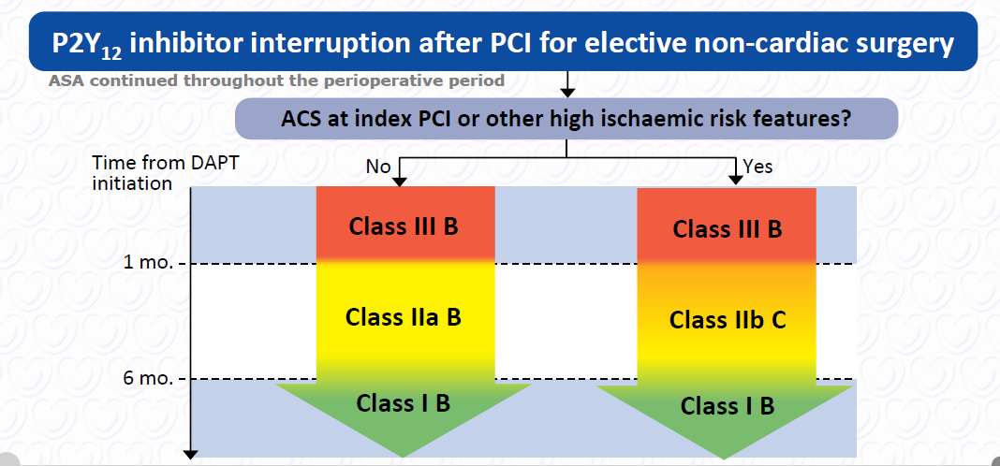 P2Y12 inhibitor interruption after PCI for elective non-cardiac surgery
ASA continued throughout the perioperative period
ACS at index PCI or other high ischaemic risk features?
Time from DAPT
initiation
No
Yes
Class III B
Class III B
1 mo.
Class IIa B
Class IIb C
6 mo.
Class I B
Class I B